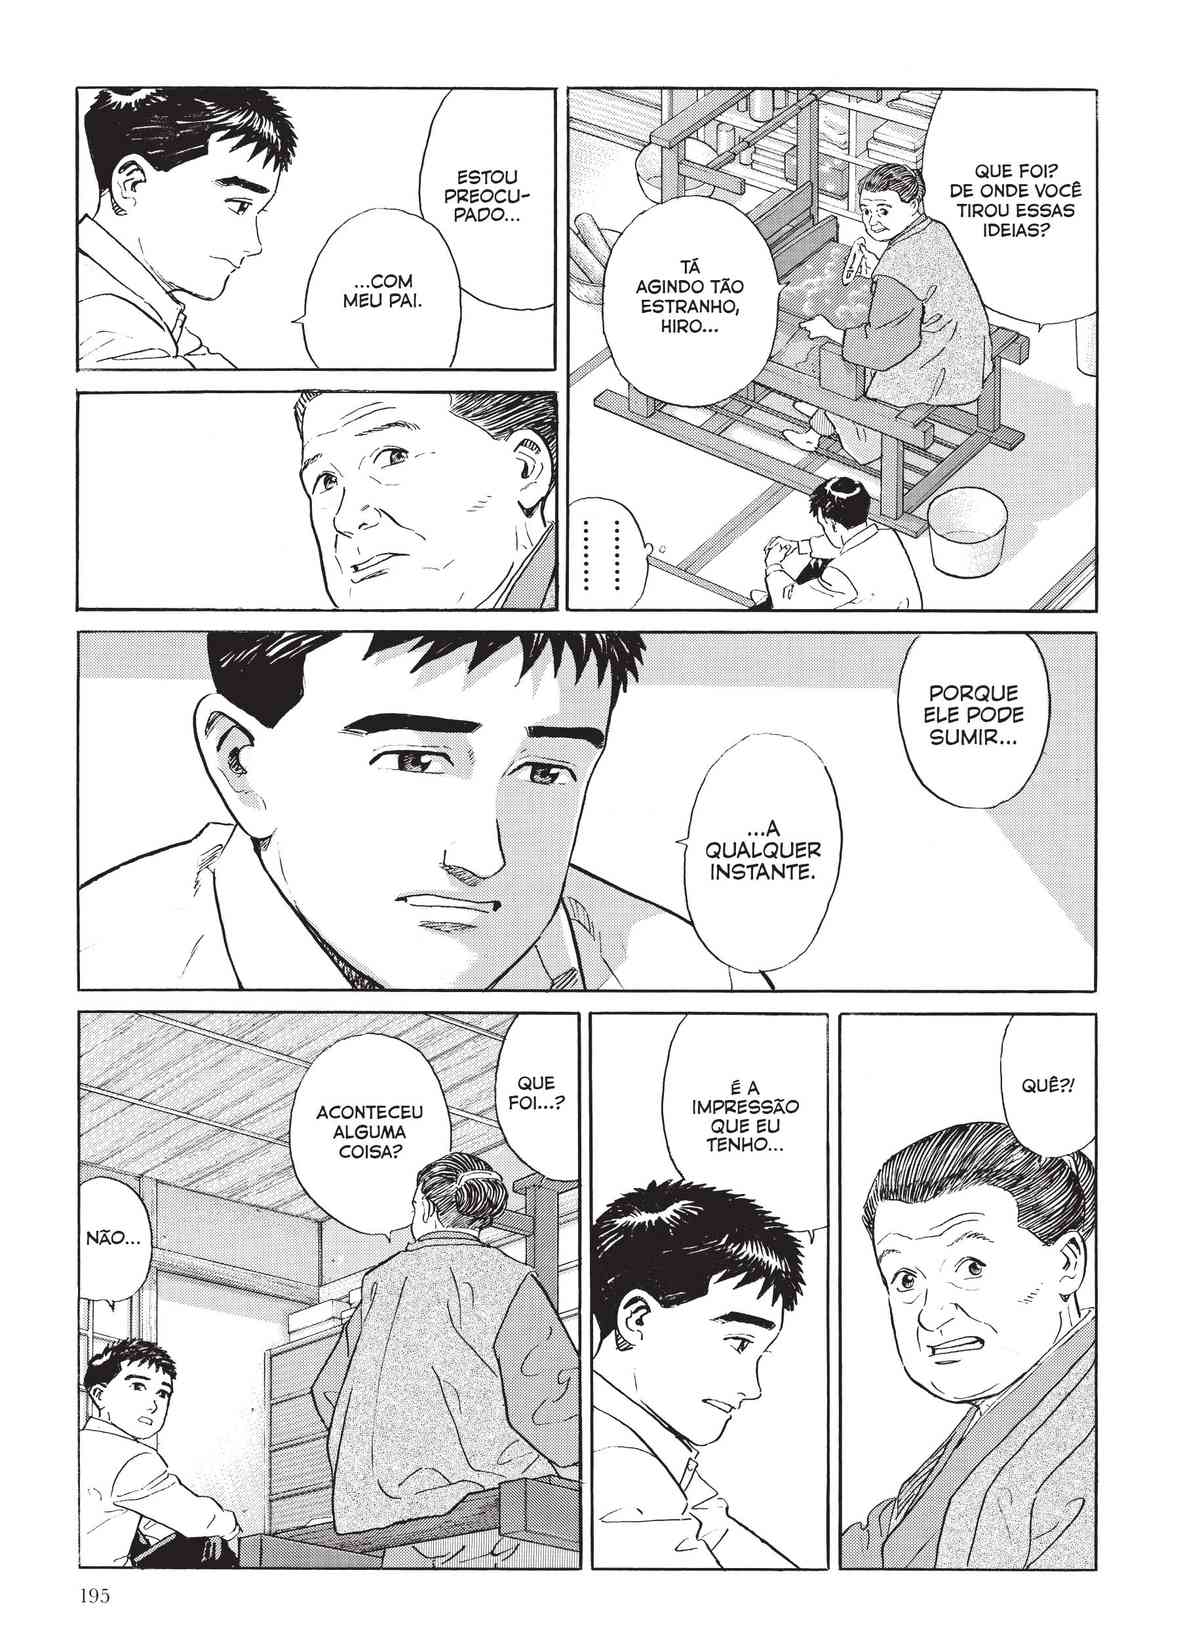 QUE FOI?
DE ONDE VOCÊ
TIROU ESSAS
IDEIAS?
TÁ
AGINDO TÃO
ESTRANHO,
HIRO...
ESTOU
PREOCU-
PADO...
...COM
MEU PAI.
PORQUE
ELE PODE
SUMIR...
...A
QUALQUER
INSTANTE.
QUÊ?!
É A
IMPRESSÃO
QUE EU
TENHO...
QUE
FOI...?
ACONTECEU
ALGUMA
COISA?
NÃO...
195